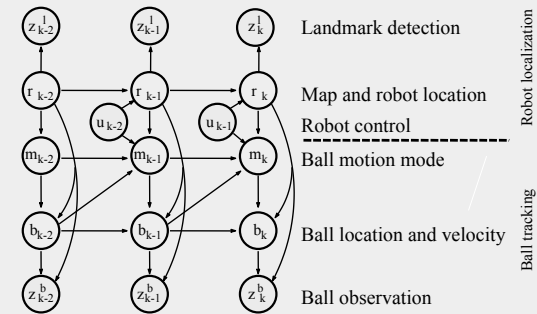 z^l_{k-2} z^l_{k-1} z^l_k Landmark detection
r_{k-2} r_{k-1} r_k Map and robot location
u_{k-2} u_{k-1} Robot control
m_{k-2} m_{k-1} m_k Ball motion mode
b_{k-2} b_{k-1} b_k Ball location and velocity
z^b_{k-2} z^b_{k-1} z^b_k Ball observation
Robot localization
Ball tracking